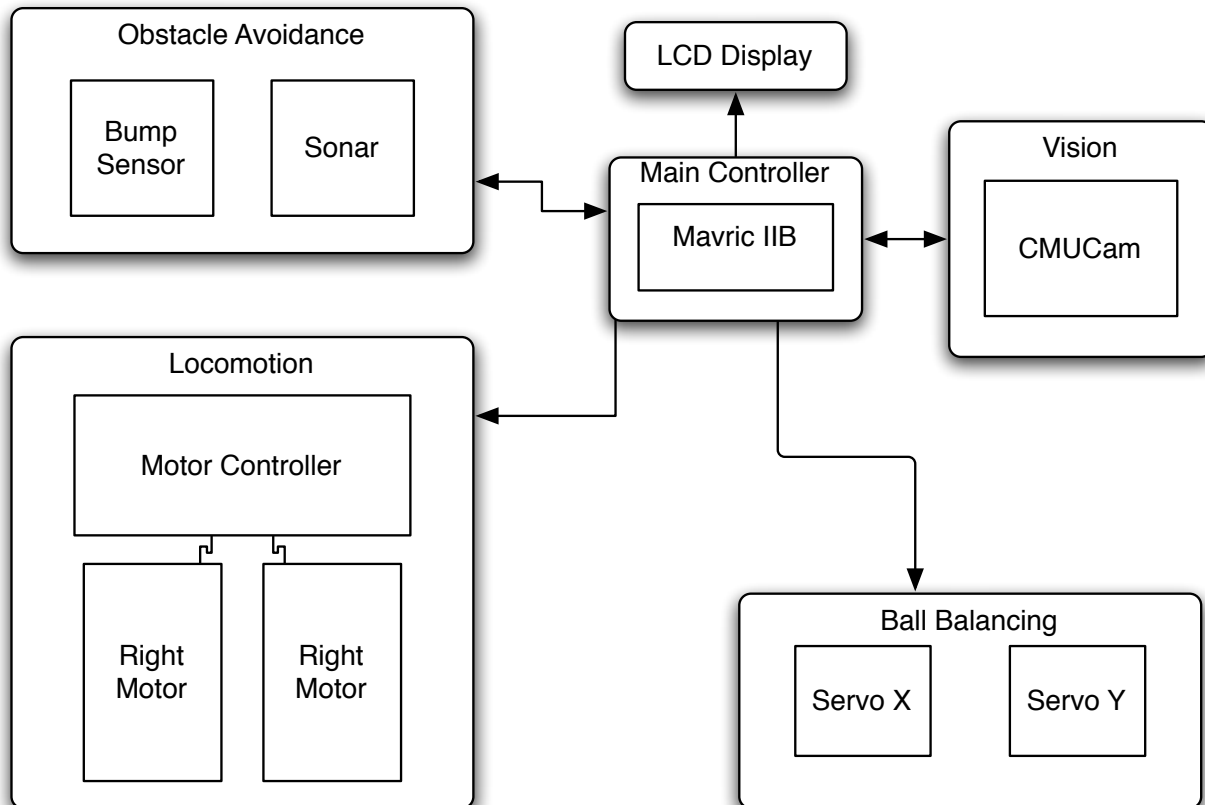 Obstacle Avoidance
Bump
Sensor
Sonar
LCD Display
Main Controller
Mavric IIB
Vision
CMUCam
Locomotion
Motor Controller
Right
Motor
Right
Motor
Ball Balancing
Servo X
Servo Y